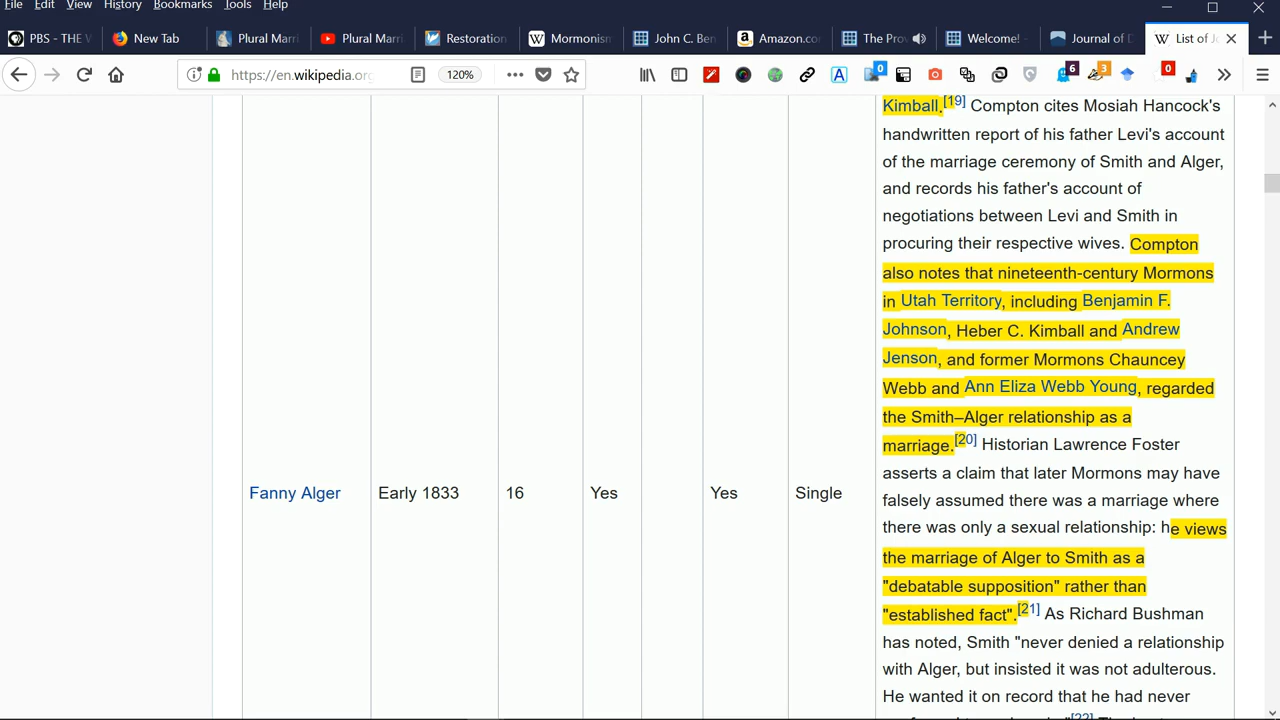 File Edit View History Bookmarks Tools Help
PBS - THE V
New Tab
Plural Marri
Plural Marri
Restoration
Mormonism
John C. Ben
Amazon.co
The Pro
Welcome! -
Journal of D
List of J
https://en.wikipedia.org
120%
0 6 3 0
Kimball.[19] Compton cites Mosiah Hancock's
handwritten report of his father Levi's account
of the marriage ceremony of Smith and Alger,
and records his father's account of
negotiations between Levi and Smith in
procuring their respective wives. Compton
also notes that nineteenth-century Mormons
in Utah Territory, including Benjamin F.
Johnson, Heber C. Kimball and Andrew
Jenson, and former Mormons Chauncey
Webb and Ann Eliza Webb Young, regarded
the Smith–Alger relationship as a
marriage.[20] Historian Lawrence Foster
asserts a claim that later Mormons may have
falsely assumed there was a marriage where
there was only a sexual relationship: he views
the marriage of Alger to Smith as a
"debatable supposition" rather than
"established fact".[21] As Richard Bushman
has noted, Smith "never denied a relationship
with Alger, but insisted it was not adulterous.
He wanted it on record that he had never
Fanny Alger Early 1833 16 Yes Yes Single